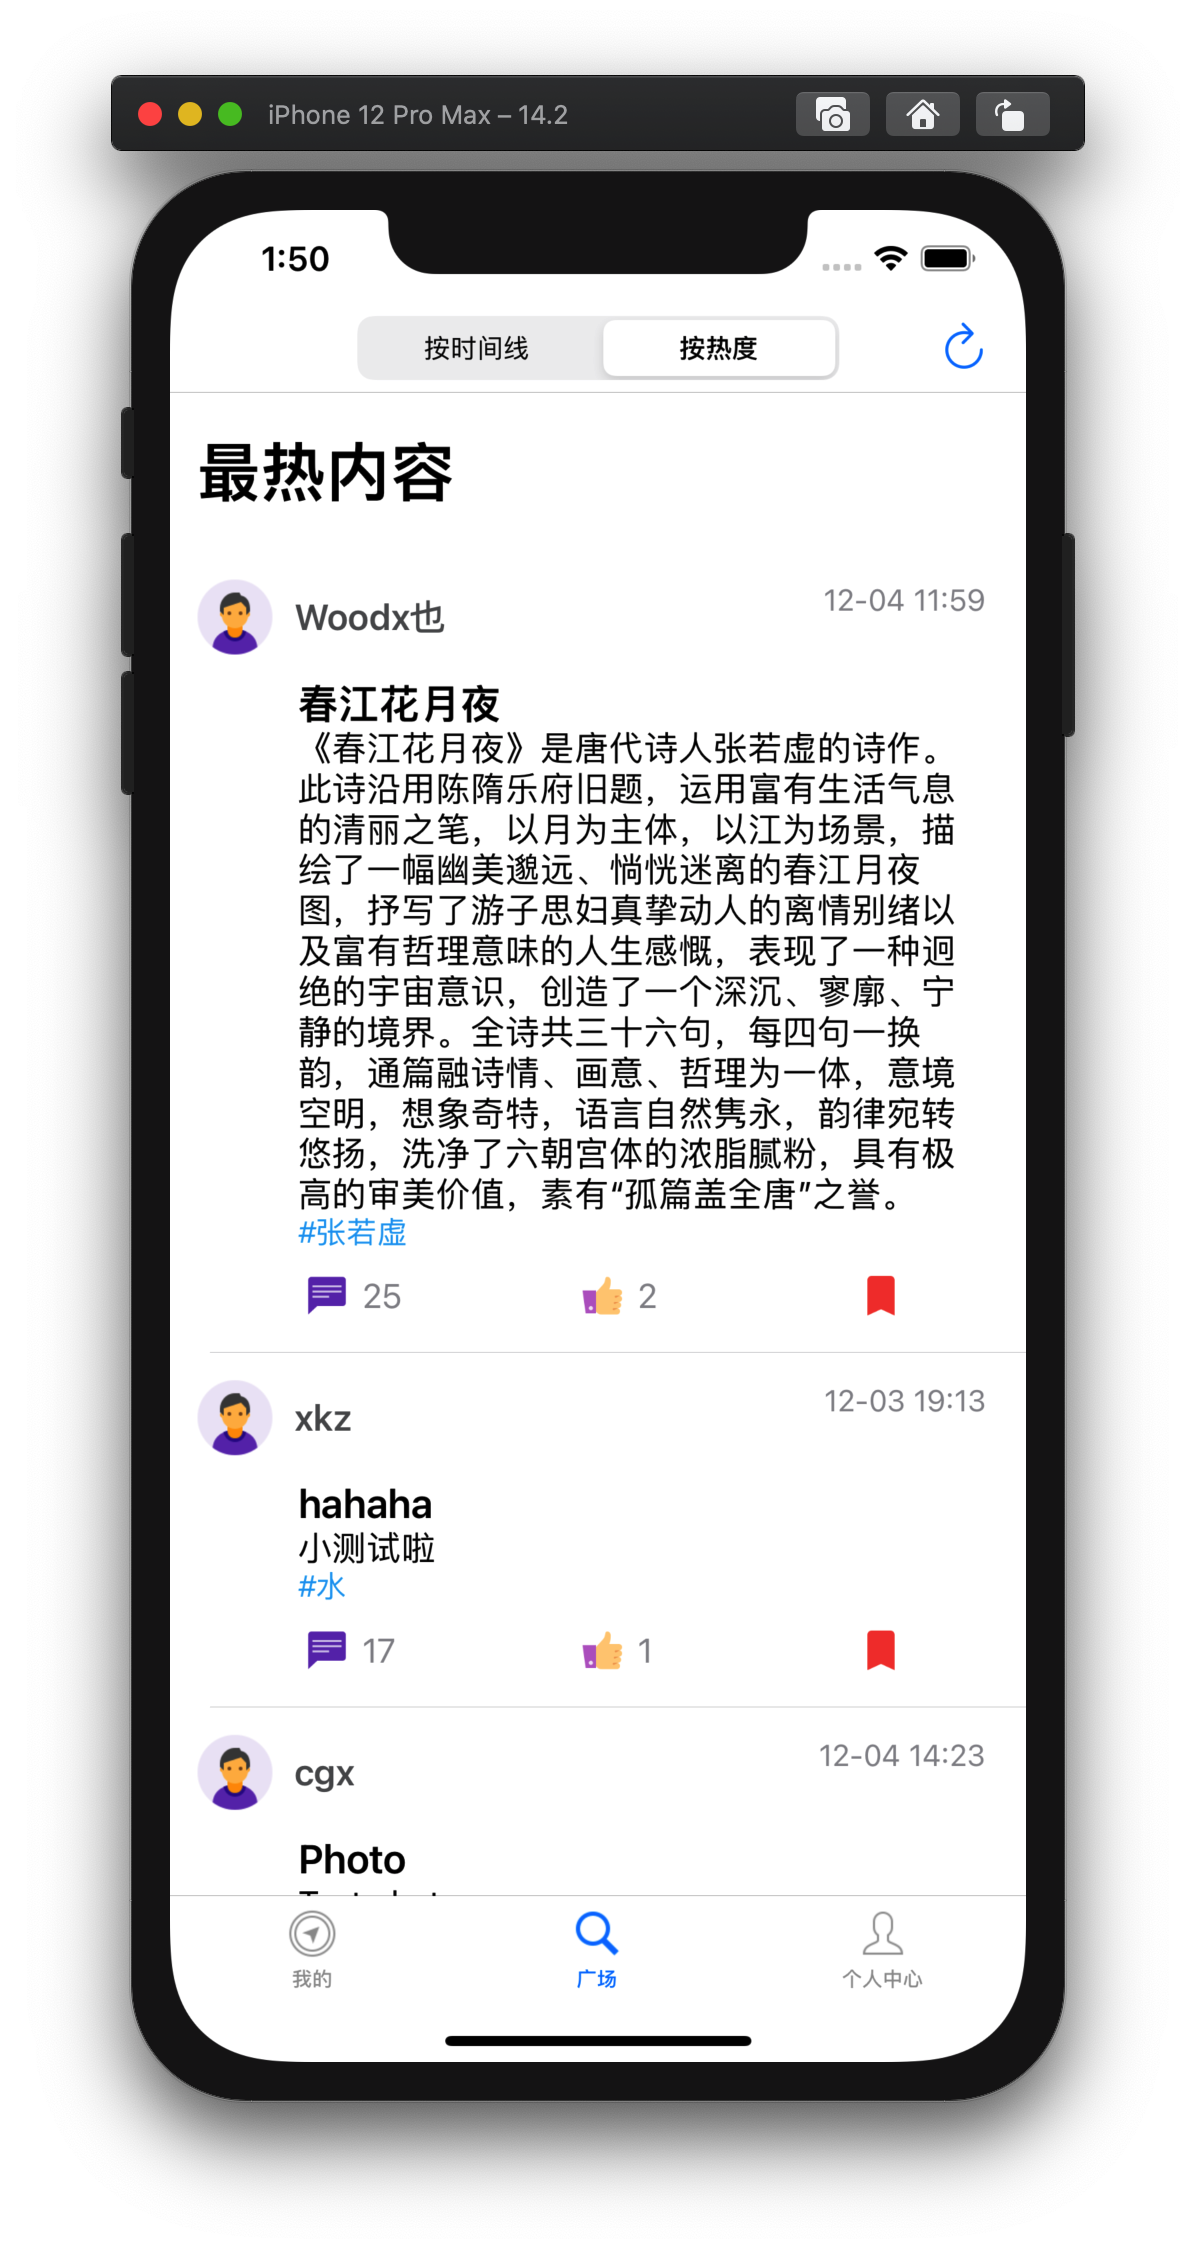 iPhone 12 Pro Max – 14.2
1:50
按时间线
按热度
最热内容
Woodx也
12-04 11:59
春江花月夜
《春江花月夜》是唐代诗人张若虚的诗作。
此诗沿用陈隋乐府旧题，运用富有生活气息
的清丽之笔，以月为主体，以江为场景，描
绘了一幅幽美邈远、惝恍迷离的春江月夜
图，抒写了游子思妇真挚动人的离情别绪以
及富有哲理意味的人生感慨，表现了一种迥
绝的宇宙意识，创造了一个深沉、寥廓、宁
静的境界。全诗共三十六句，每四句一换
韵，通篇融诗情、画意、哲理为一体，意境
空明，想象奇特，语言自然隽永，韵律宛转
悠扬，洗净了六朝宫体的浓脂腻粉，具有极
高的审美价值，素有“孤篇盖全唐”之誉。
#张若虚
25
2
xkz
12-03 19:13
hahaha
小测试啦
#水
17
1
cgx
12-04 14:23
Photo
我的
广场
个人中心